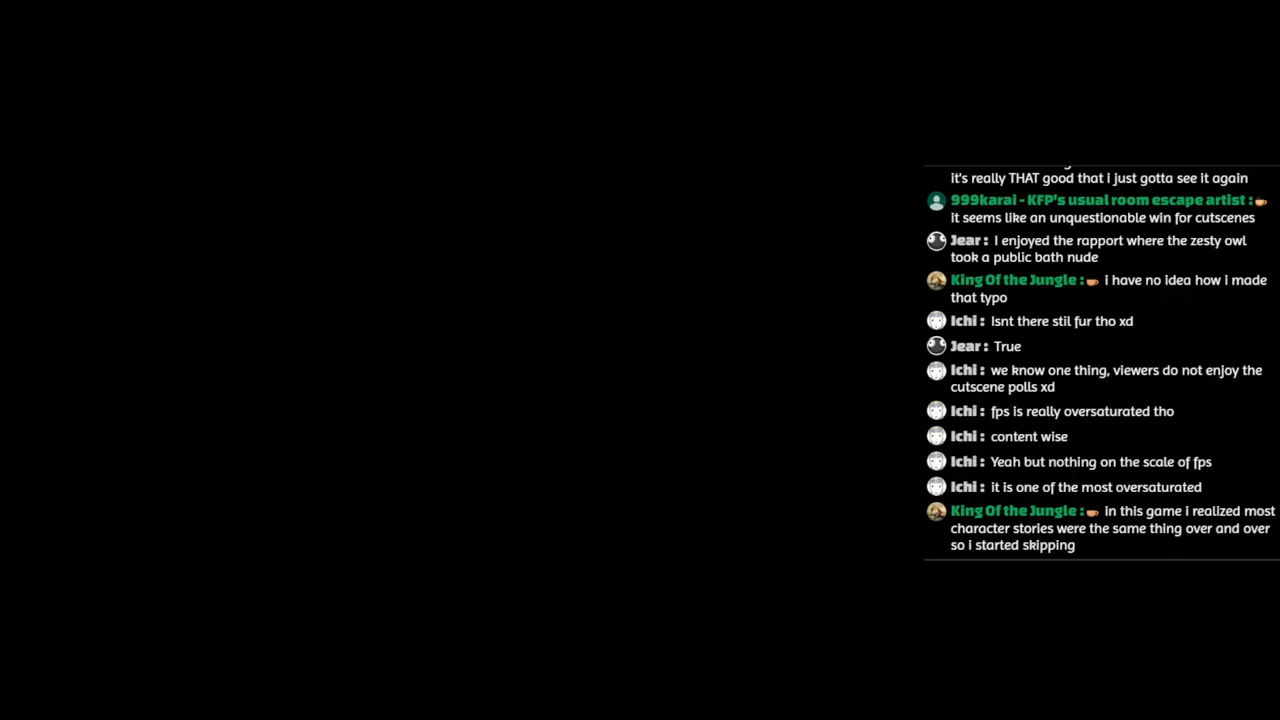 it's really THAT good that i just gotta see it again
999karai - KFP's usual room escape artist :
it seems like an unquestionable win for cutscenes
Jear : I enjoyed the rapport where the zesty owl
took a public bath nude
King Of the Jungle : i have no idea how i made
that typo
Ichi : Isnt there stil fur tho xd
Jear : True
Ichi : we know one thing, viewers do not enjoy the
cutscene polls xd
Ichi : fps is really oversaturated tho
Ichi : content wise
Ichi : Yeah but nothing on the scale of fps
Ichi : it is one of the most oversaturated
King Of the Jungle : in this game i realized most
character stories were the same thing over and over
so i started skipping